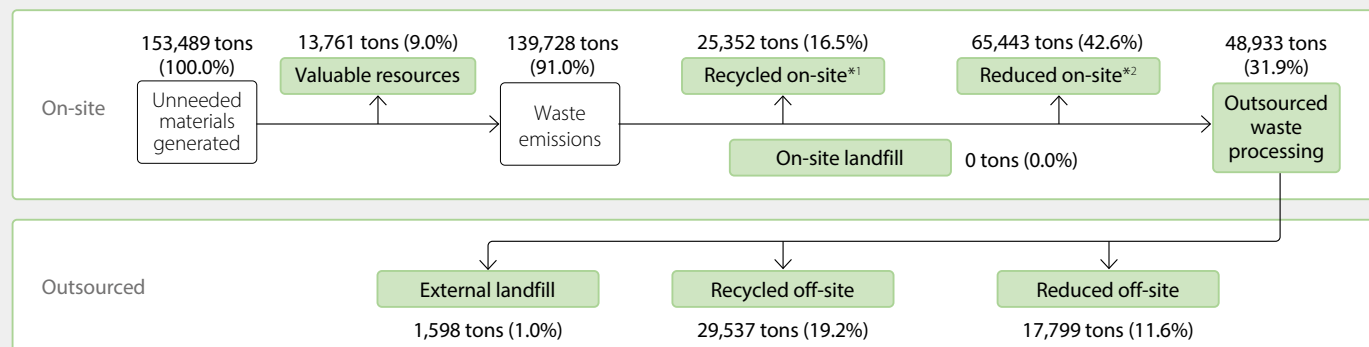 On-site
153,489 tons
(100.0%)
Unneeded
materials
generated
13,761 tons (9.0%)
Valuable resources
139,728 tons
(91.0%)
Waste
emissions
25,352 tons (16.5%)
Recycled on-site*1
65,443 tons (42.6%)
Reduced on-site*2
On-site landfill
0 tons (0.0%)
48,933 tons
(31.9%)
Outsourced
waste
processing
Outsourced
External landfill
1,598 tons (1.0%)
Recycled off-site
29,537 tons (19.2%)
Reduced off-site
17,799 tons (11.6%)